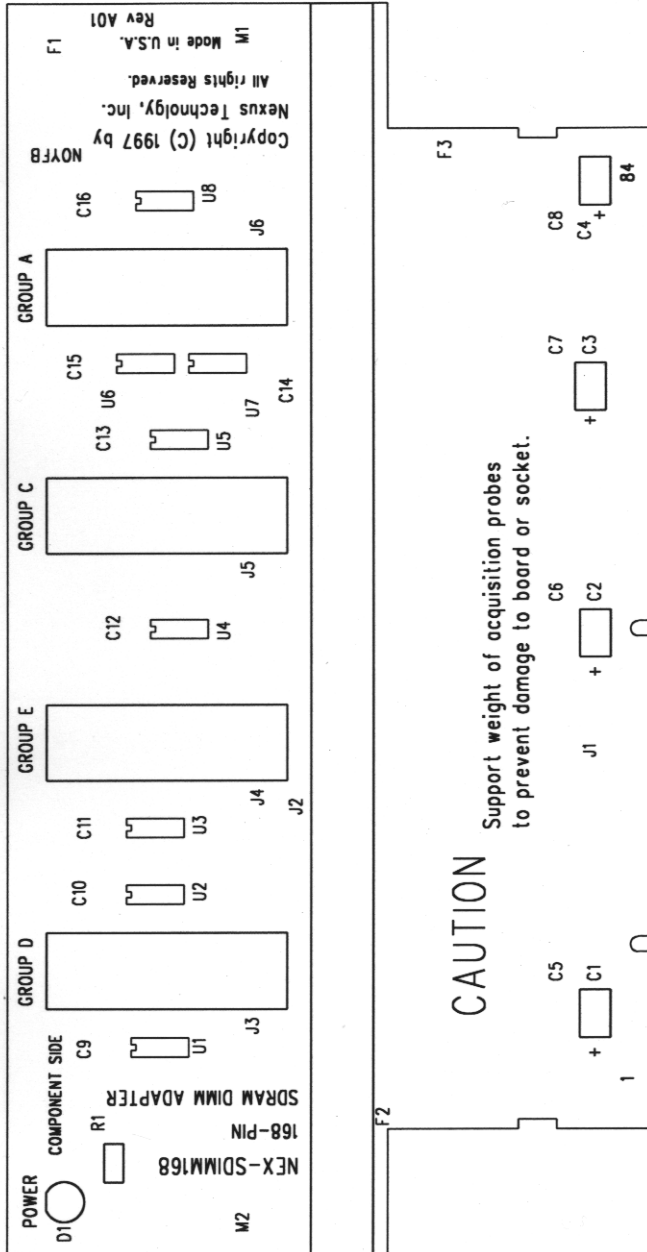 POWER
D1
COMPONENT SIDE
R1
M2
NEX-SDIMM168
168-PIN
SDRAM DIMM ADAPTER
C9
U1
GROUP D
J3
C10
U2
C11
U3
J2
GROUP E
J4
C12
U4
GROUP C
J5
C13
U5
C15
U6
U7
C14
GROUP A
J6
C16
U8
NOYFB
Copyright (C) 1997 by
Nexus Technolgy, Inc.
All rights Reserved.
Made in U.S.A.
Rev A01
F1
M1
F2
F3
CAUTION
Support weight of acquisition probes
to prevent damage to board or socket.
C5
C1
+
1
J1
C6
C2
+
C7
C3
+
C8
C4
+
84